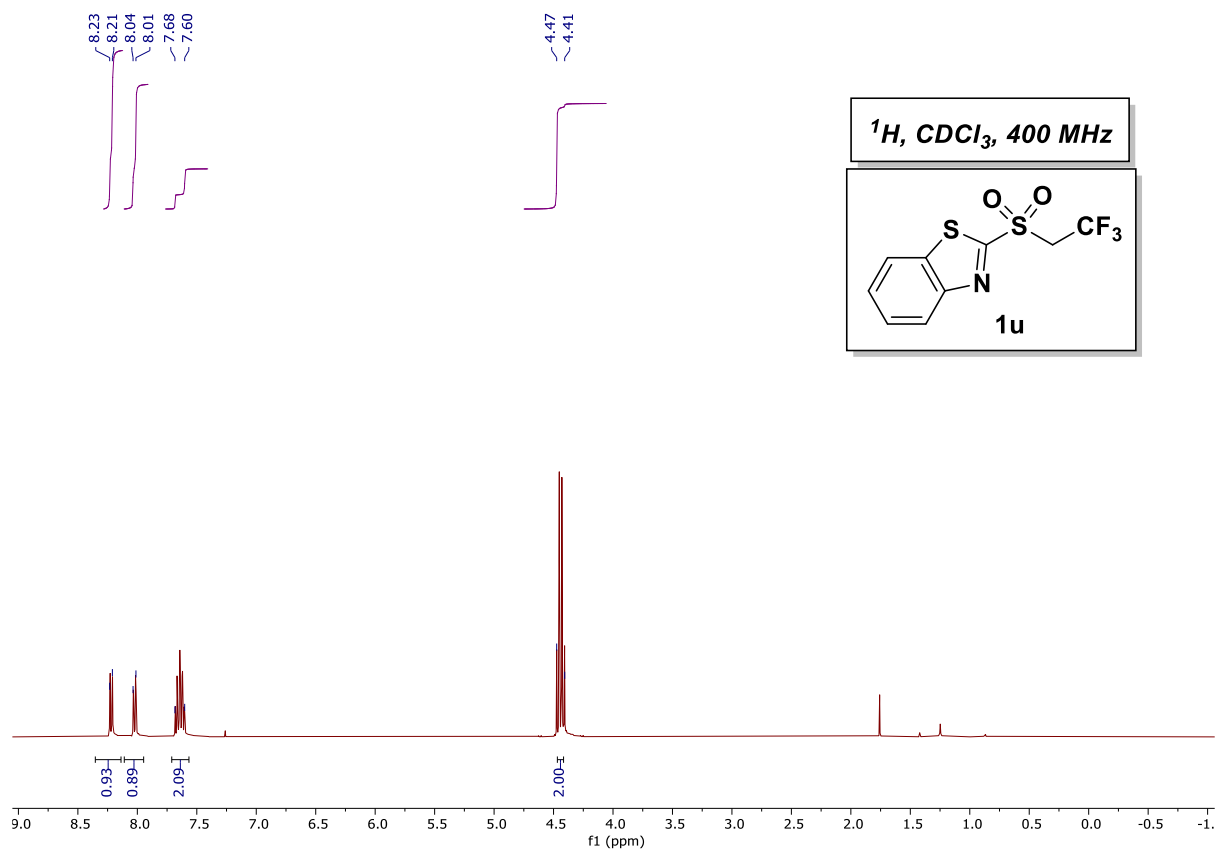 8.23
8.21
8.04
8.01
7.68
7.60
4.47
4.41
¹H, CDCl₃, 400 MHz
O
O
S
S
CF₃
N
1u
0.93
0.89
2.09
2.00
9.0 8.5 8.0 7.5 7.0 6.5 6.0 5.5 5.0 4.5 4.0 3.5 3.0 2.5 2.0 1.5 1.0 0.5 0.0 -0.5 -1.
f1 (ppm)